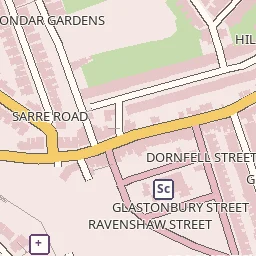 ONDAR GARDENS
HIL
SARRE ROAD
DORNFELL STREET
G
Sc
GLASTONBURY STREET
RAVENSHAW STREET